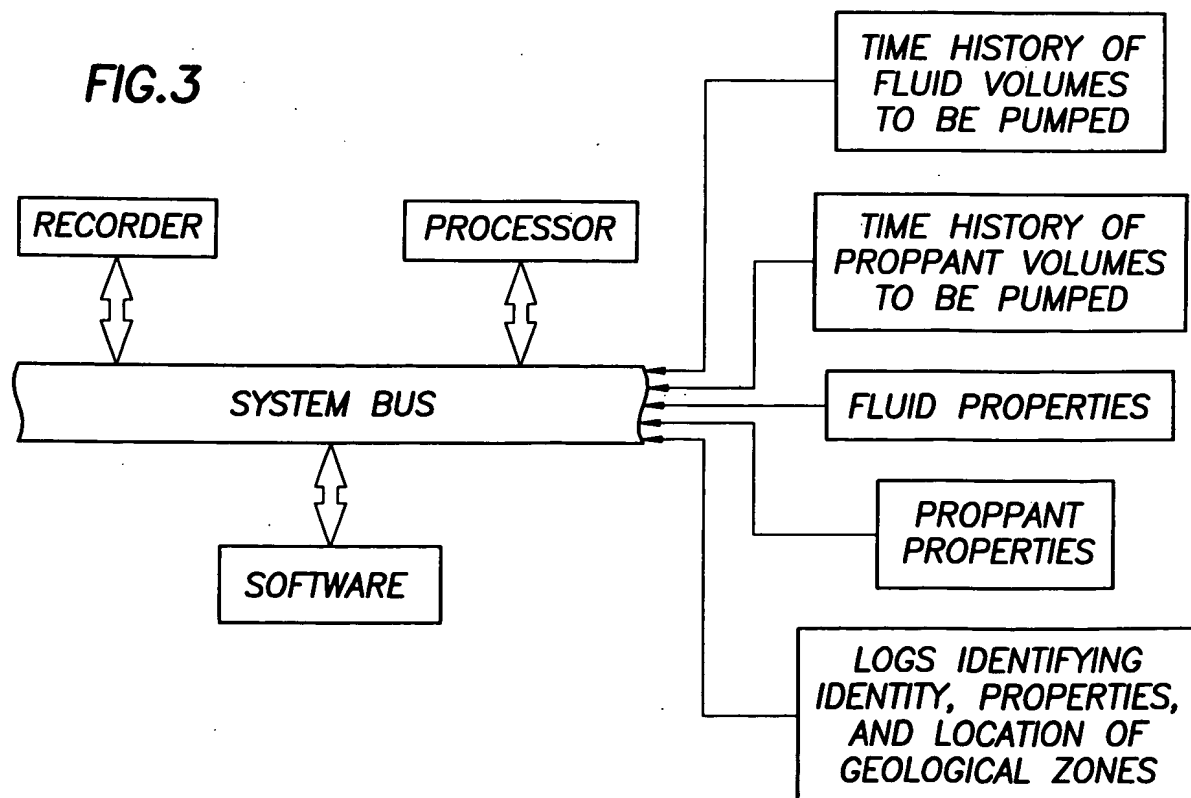 FIG.3
TIME HISTORY OF
FLUID VOLUMES
TO BE PUMPED
RECORDER
PROCESSOR
TIME HISTORY OF
PROPPANT VOLUMES
TO BE PUMPED
SYSTEM BUS
FLUID PROPERTIES
PROPPANT
PROPERTIES
SOFTWARE
LOGS IDENTIFYING
IDENTITY, PROPERTIES,
AND LOCATION OF
GEOLOGICAL ZONES